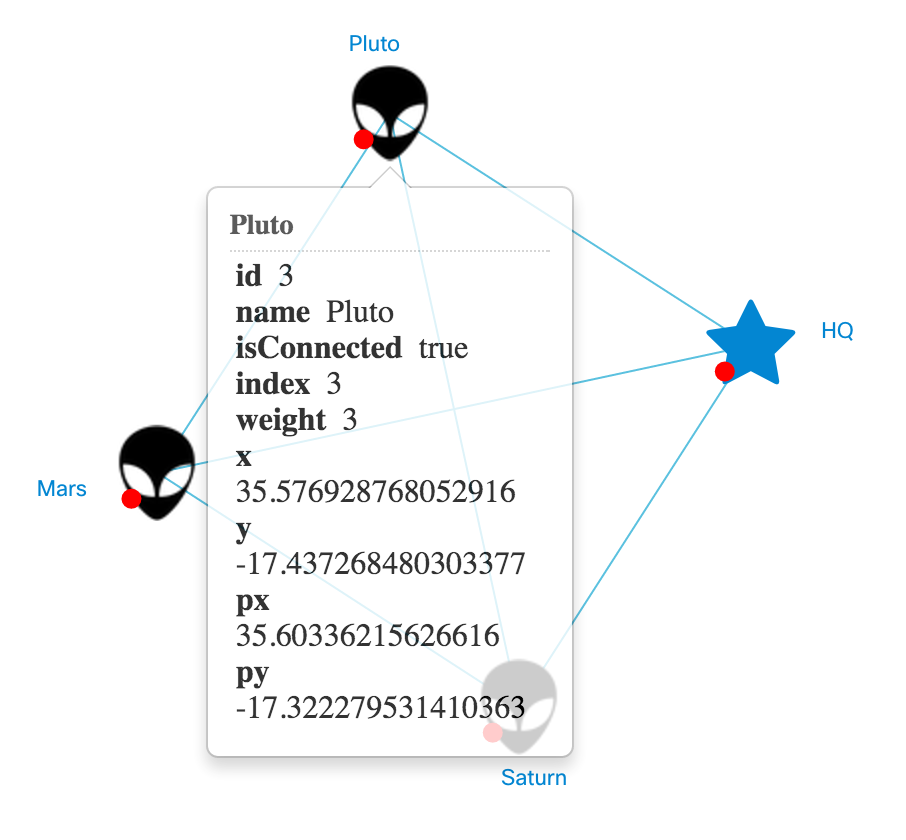 Pluto
Pluto
id 3
name Pluto
isConnected true
index 3
weight 3
x
35.576928768052916
y
-17.437268480303377
px
35.60336215626616
py
-17.322279531410363
HQ
Mars
Saturn